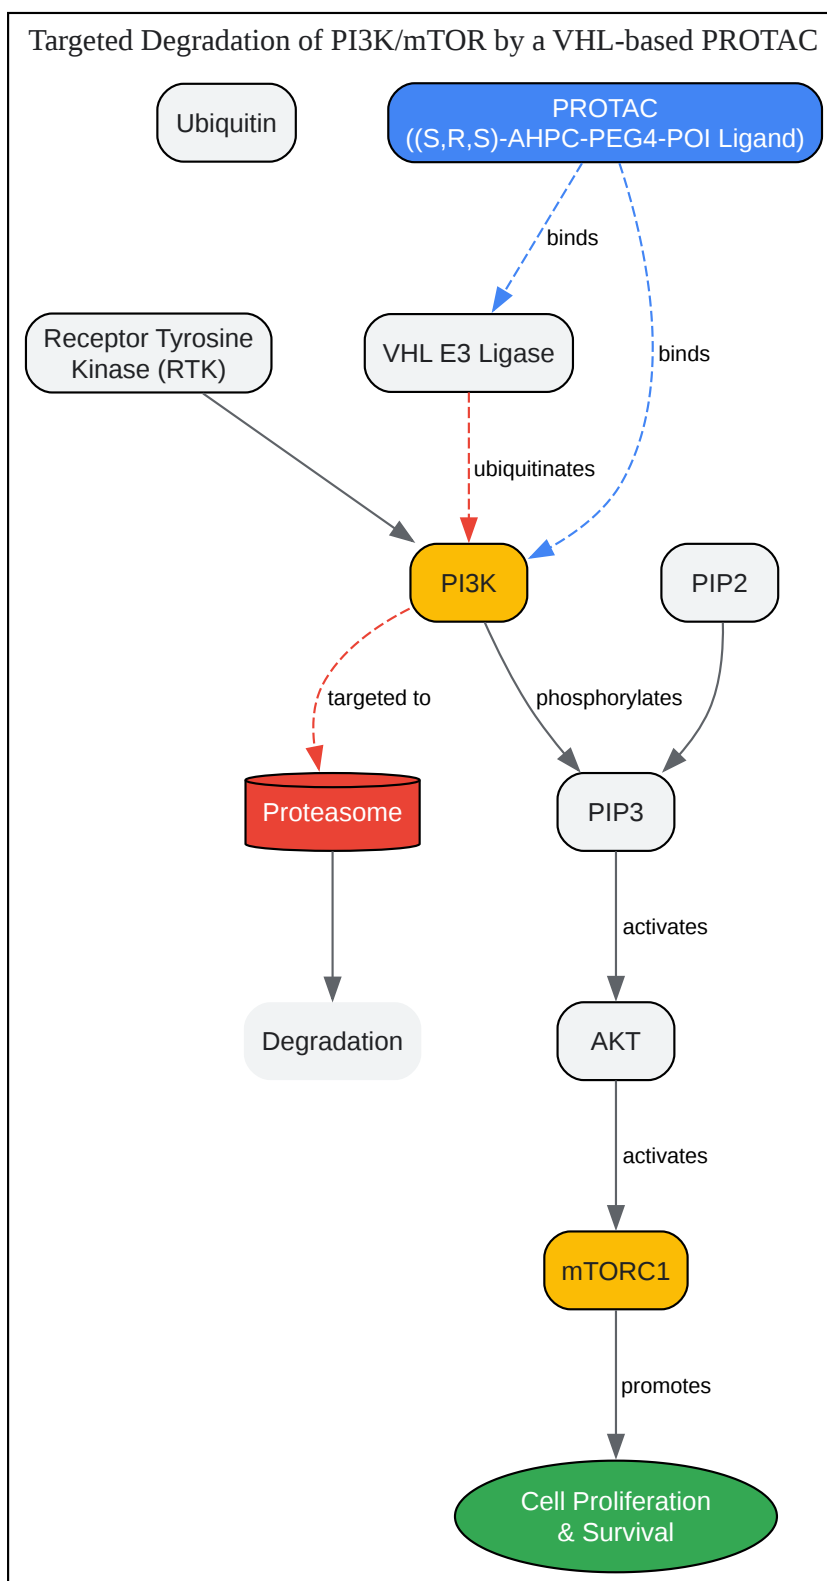 Targeted Degradation of PI3K/mTOR by a VHL-based PROTAC
Ubiquitin
PROTAC
((S,R,S)-AHPC-PEG4-POI Ligand)
binds
Receptor Tyrosine
Kinase (RTK)
VHL E3 Ligase
binds
ubiquitinates
PI3K
PIP2
targeted to
phosphorylates
Proteasome
PIP3
activates
Degradation
AKT
activates
mTORC1
promotes
Cell Proliferation
& Survival